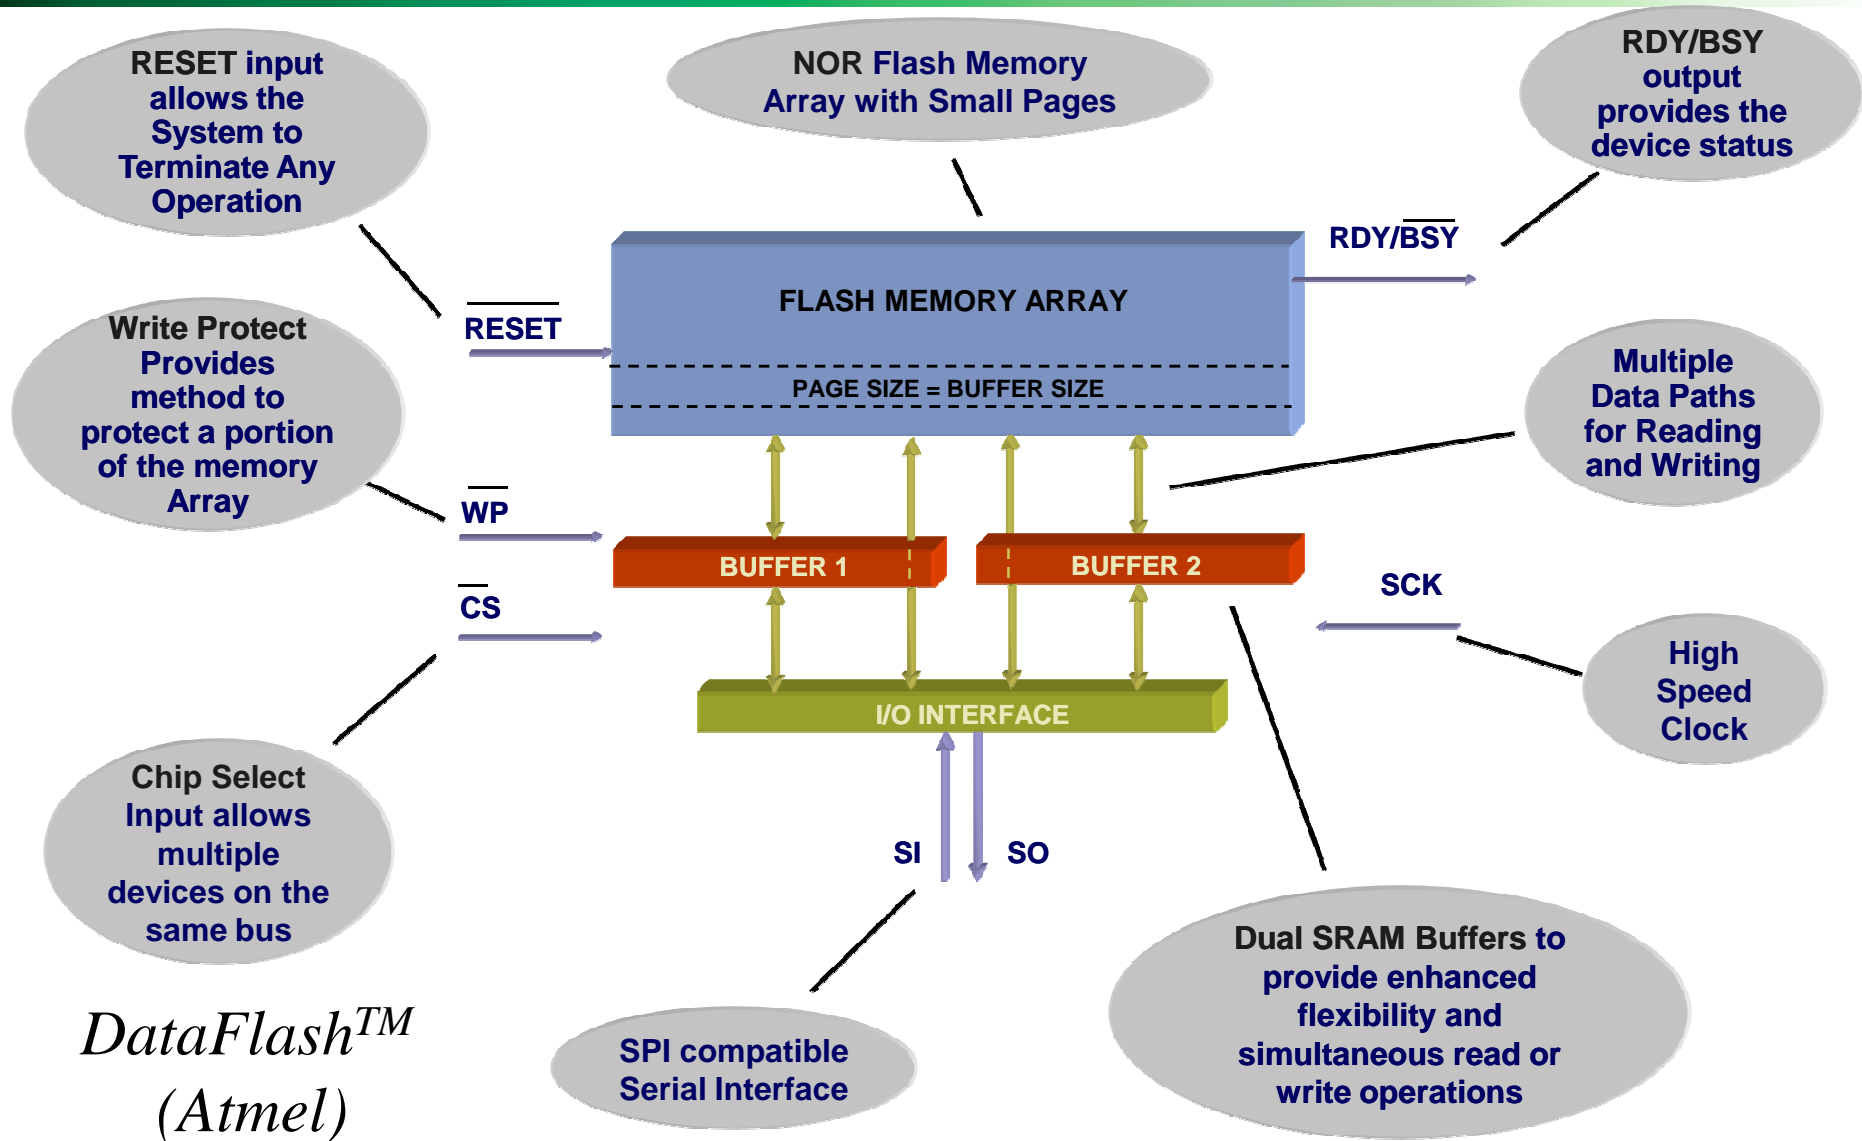 RESET input
allows the
System to
Terminate Any
Operation
NOR Flash Memory
Array with Small Pages
RDY/BSY
output
provides the
device status
RDY/BSY
FLASH MEMORY ARRAY
RESET
PAGE SIZE = BUFFER SIZE
Write Protect
Provides
method to
protect a portion
of the memory
Array
Multiple
Data Paths
for Reading
and Writing
WP
BUFFER 1
BUFFER 2
CS
SCK
High
Speed
Clock
I/O INTERFACE
Chip Select
Input allows
multiple
devices on the
same bus
SI
SO
Dual SRAM Buffers to
provide enhanced
flexibility and
simultaneous read or
write operations
SPI compatible
Serial Interface
DataFlash™
(Atmel)